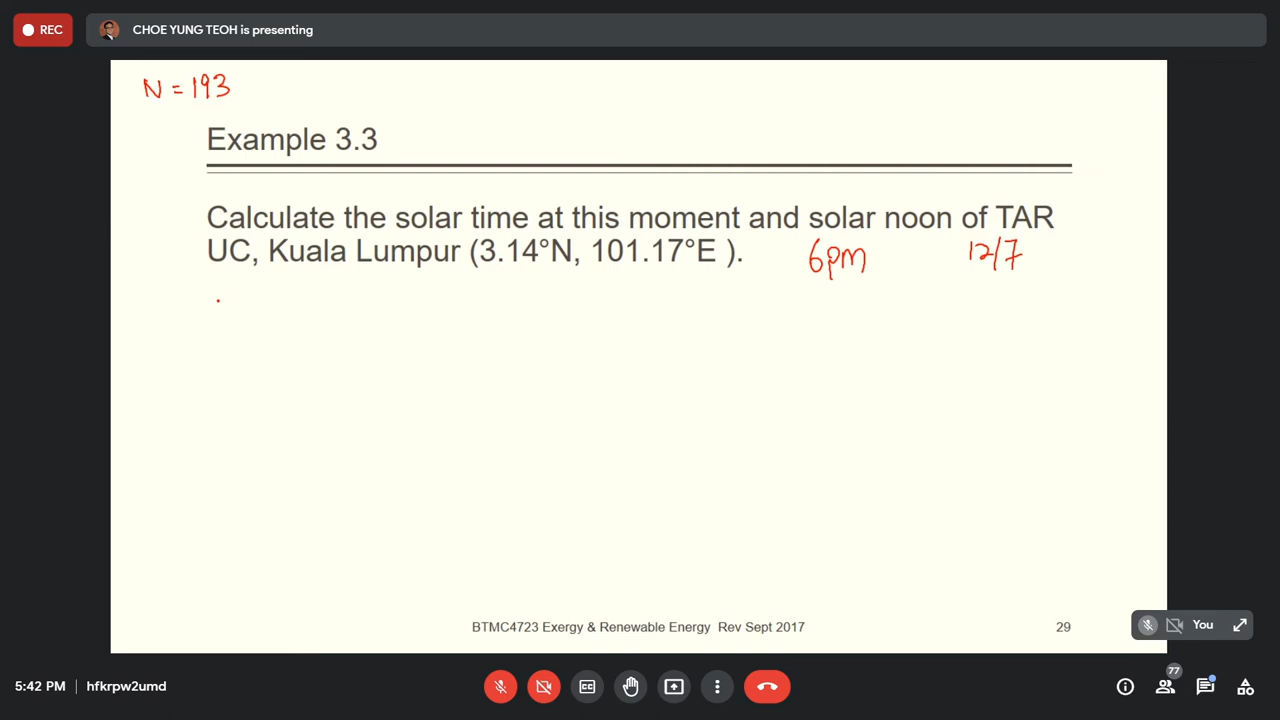 REC
CHOE YUNG TEOH is presenting
N = 193
Example 3.3
Calculate the solar time at this moment and solar noon of TAR
UC, Kuala Lumpur (3.14°N, 101.17°E ).
6pm 12/7
BTMC4723 Exergy & Renewable Energy Rev Sept 2017
29
You
5:42 PM | hfkrpw2umd
CC
77